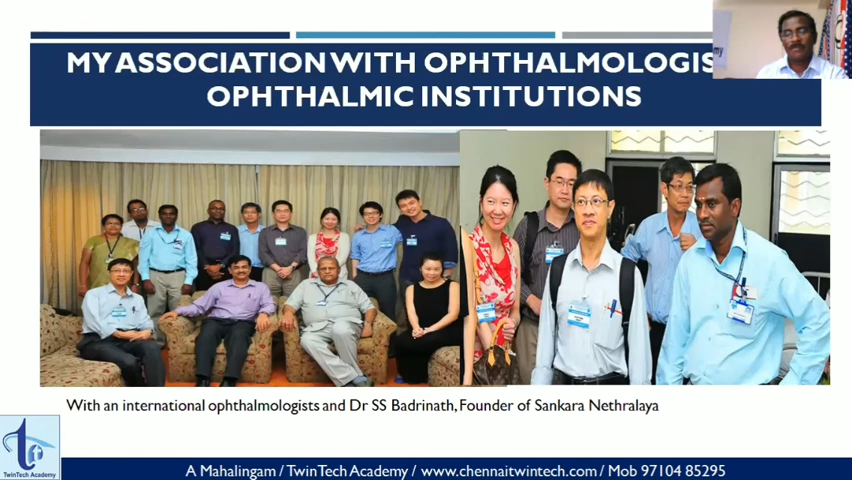 MY ASSOCIATION WITH OPHTHALMOLOGIS
OPHTHALMIC INSTITUTIONS
With an international ophthalmologists and Dr SS Badrinath, Founder of Sankara Nethralaya
TwinTech Academy
A Mahalingam / TwinTech Academy / www.chennaitwintech.com / Mob 97104 85295